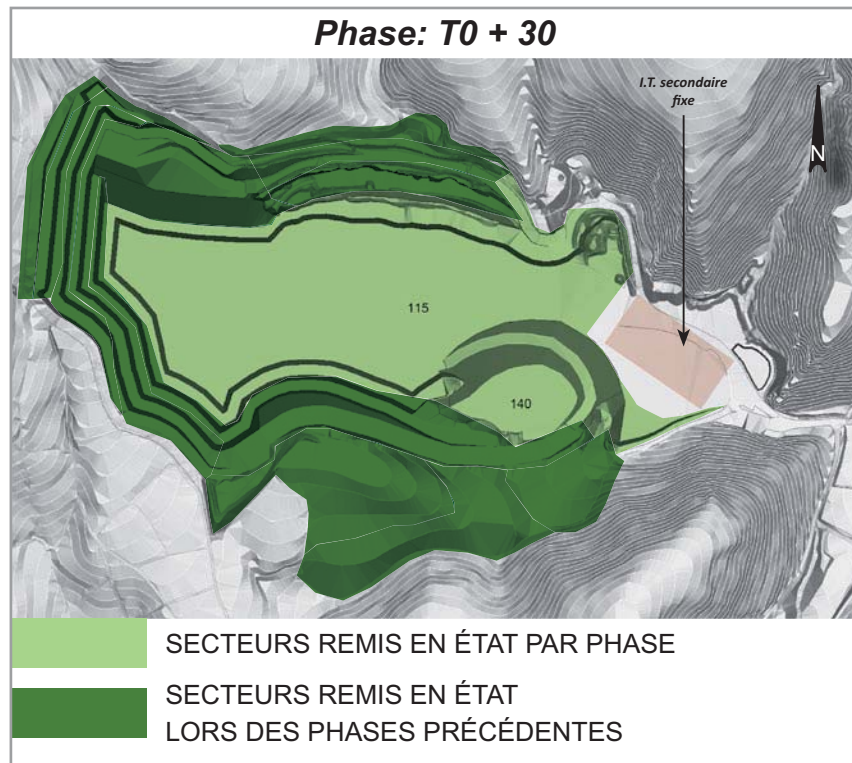 Phase: T0 + 30
I.T. secondaire
fixe
N
115
140
SECTEURS REMIS EN ÉTAT PAR PHASE
SECTEURS REMIS EN ÉTAT
LORS DES PHASES PRÉCÉDENTES